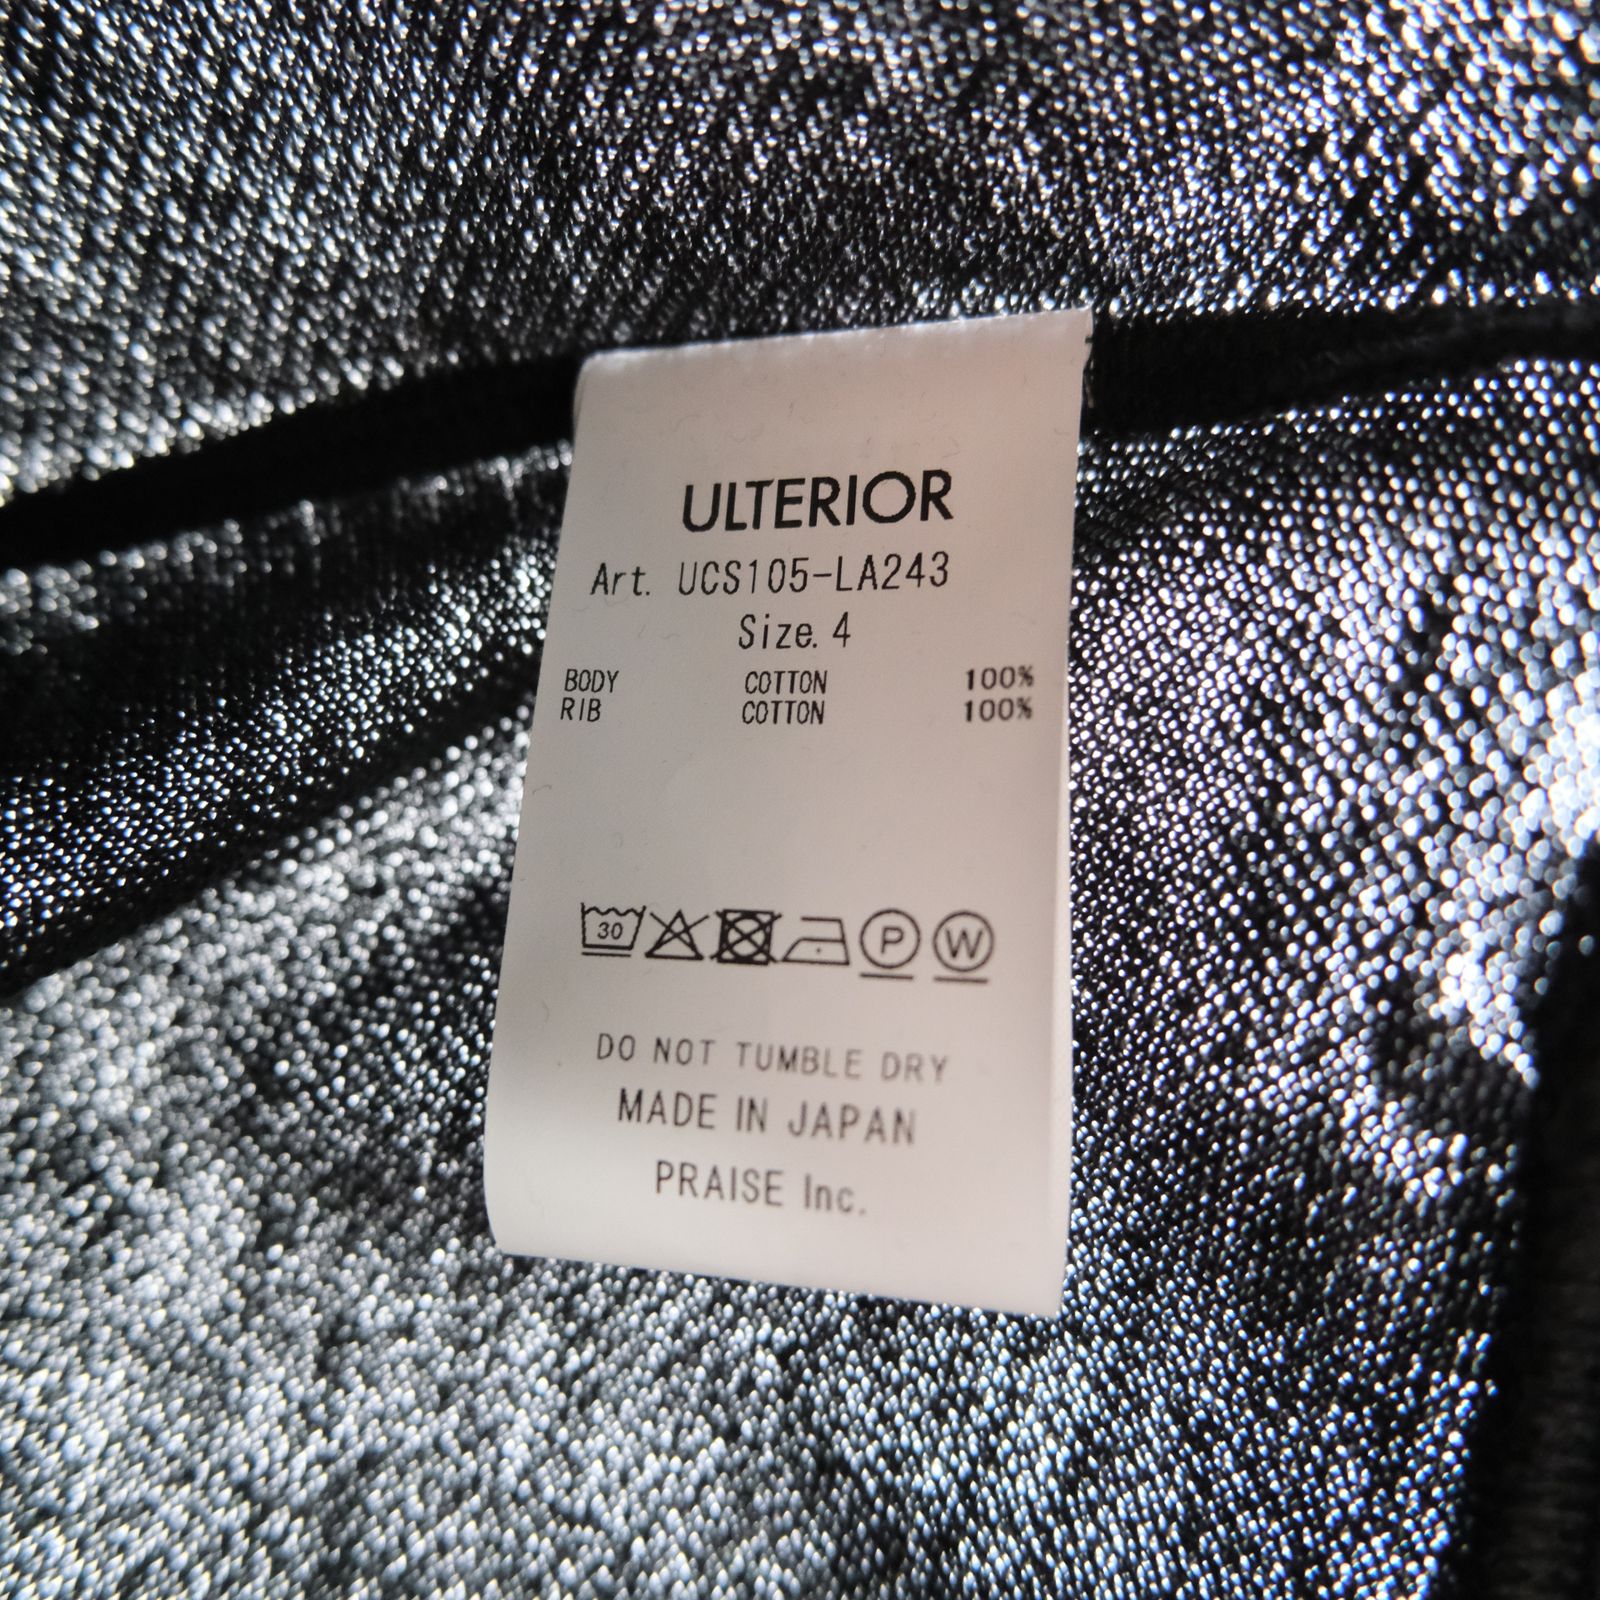 ULTERIOR
Art. UCS105-LA243
Size. 4
BODY COTTON 100%
RIB COTTON 100%
30 P W
DO NOT TUMBLE DRY
MADE IN JAPAN
PRAISE Inc.